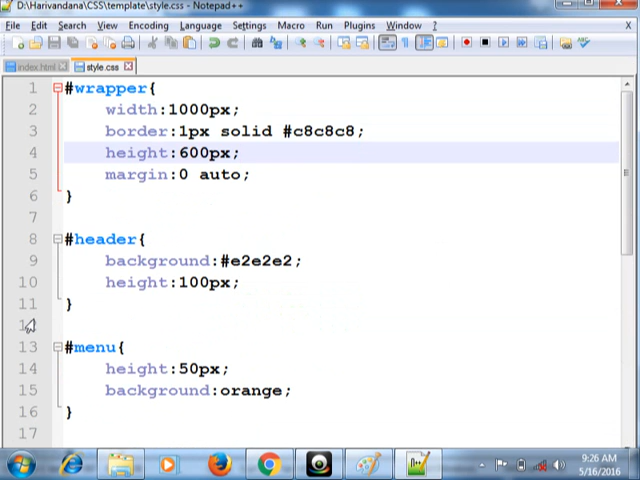 D:\Harivandana\CSS\template\style.css - Notepad++
File Edit Search View Encoding Language Settings Macro Run Plugins Window ? X
index.html style.css
1 #wrapper{
2 width:1000px;
3 border:1px solid #c8c8c8;
4 height:600px;
5 margin:0 auto;
6 }
7
8 #header{
9 background:#e2e2e2;
10 height:100px;
11 }
13 #menu{
14 height:50px;
15 background:orange;
16 }
17
9:26 AM
5/16/2016